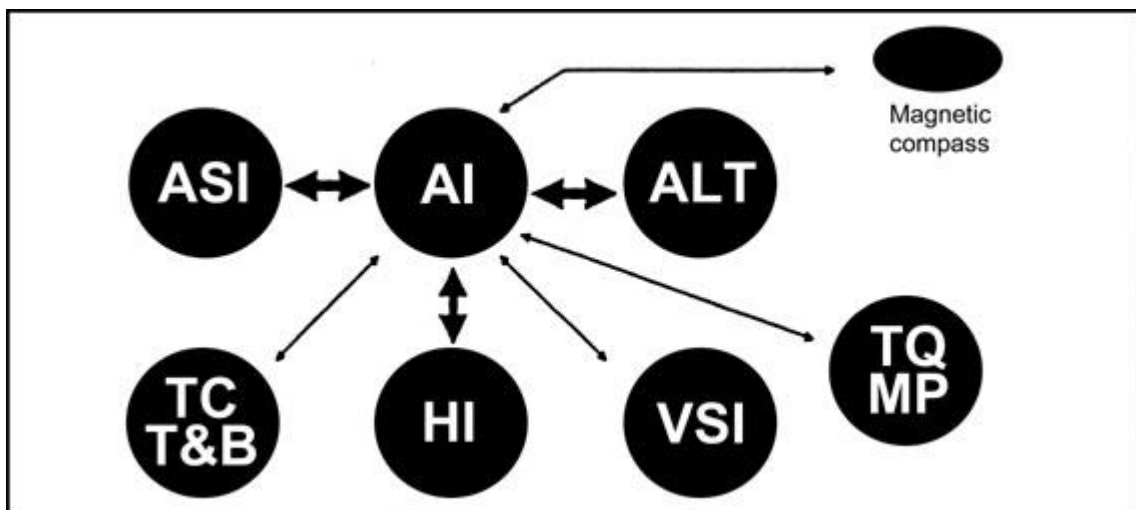 Magnetic
compass
ASI
AI
ALT
TC
T&B
HI
VSI
TQ
MP